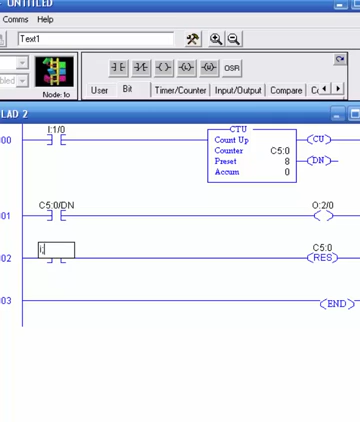 UNTITLED
Comms Help
Text1
OSR
Node: 1o
User Bit Timer/Counter Input/Output Compare
LAD 2
I:1/0
CTU
Count Up
Counter C5:0
Preset 8
Accum 0
CU
DN
00
C5:0/DN
O:2/0
01
i;
C5:0
RES
02
03
END